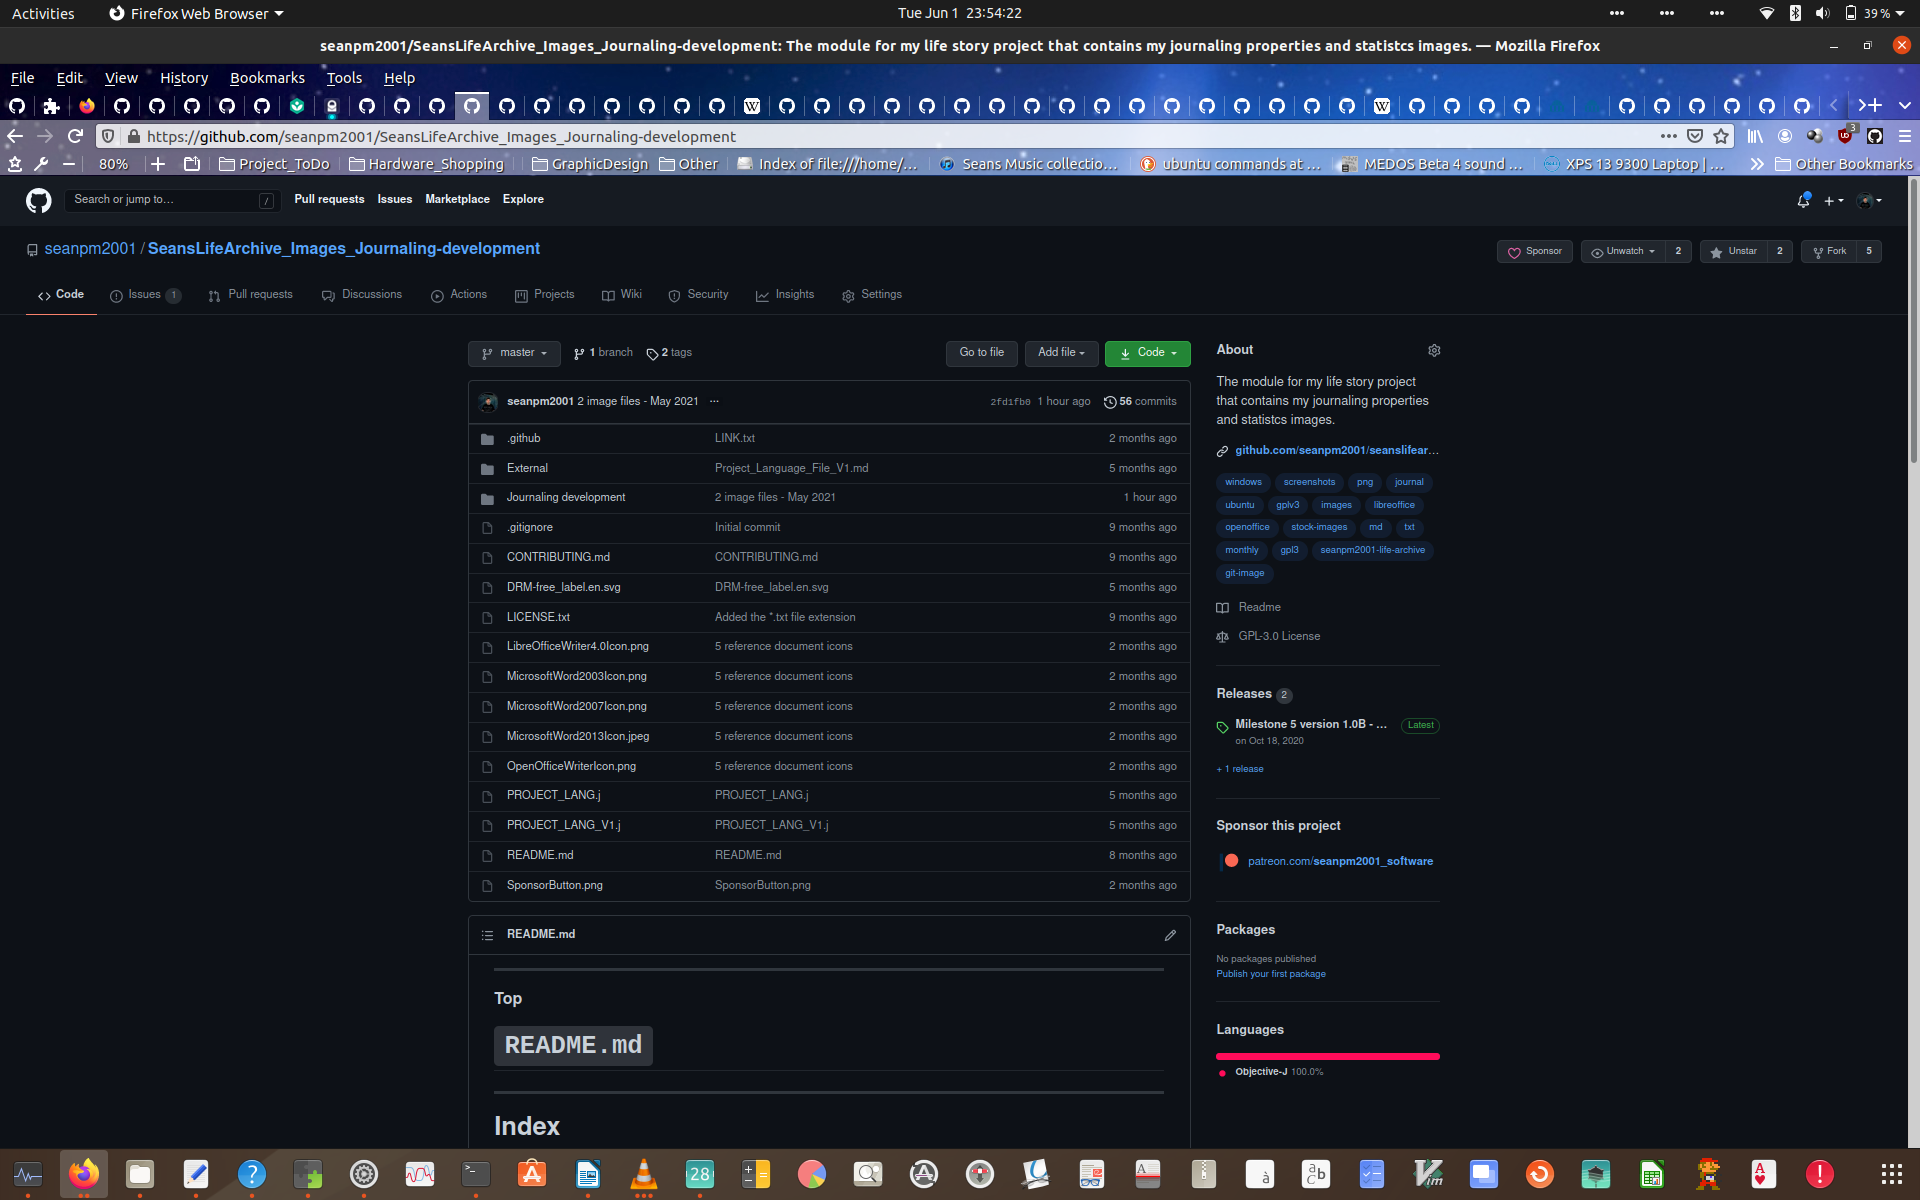 Activities Firefox Web Browser Tue Jun 1 23:54:22 39 %
seanpm2001/SeansLifeArchive_Images_Journaling-development: The module for my life story project that contains my journaling properties and statistcs images. — Mozilla Firefox
File Edit View History Bookmarks Tools Help
https://github.com/seanpm2001/SeansLifeArchive_Images_Journaling-development 3
80% Project_ToDo Hardware_Shopping GraphicDesign Other Index of file:///home/... Seans Music collectio... ubuntu commands at ... MEDOS Beta 4 sound ... XPS 13 9300 Laptop | ... Other Bookmarks
Search or jump to... / Pull requests Issues Marketplace Explore
seanpm2001 / SeansLifeArchive_Images_Journaling-development Sponsor Unwatch 2 Unstar 2 Fork 5
Code Issues 1 Pull requests Discussions Actions Projects Wiki Security Insights Settings
master 1 branch 2 tags Go to file Add file Code
seanpm2001 2 image files - May 2021 ... 2fd1fb0 1 hour ago 56 commits
.github LINK.txt 2 months ago
External Project_Language_File_V1.md 5 months ago
Journaling development 2 image files - May 2021 1 hour ago
.gitignore Initial commit 9 months ago
CONTRIBUTING.md CONTRIBUTING.md 9 months ago
DRM-free_label.en.svg DRM-free_label.en.svg 5 months ago
LICENSE.txt Added the *.txt file extension 9 months ago
LibreOfficeWriter4.0Icon.png 5 reference document icons 2 months ago
MicrosoftWord2003Icon.png 5 reference document icons 2 months ago
MicrosoftWord2007Icon.png 5 reference document icons 2 months ago
MicrosoftWord2013Icon.jpeg 5 reference document icons 2 months ago
OpenOfficeWriterIcon.png 5 reference document icons 2 months ago
PROJECT_LANG.j PROJECT_LANG.j 5 months ago
PROJECT_LANG_V1.j PROJECT_LANG_V1.j 5 months ago
README.md README.md 8 months ago
SponsorButton.png SponsorButton.png 2 months ago
README.md
Top
README.md
Index
About
The module for my life story project
that contains my journaling properties
and statistcs images.
github.com/seanpm2001/seanslifear...
windows screenshots png journal
ubuntu gplv3 images libreoffice
openoffice stock-images md txt
monthly gpl3 seanpm2001-life-archive
git-image
Readme
GPL-3.0 License
Releases 2
Milestone 5 version 1.0B - ... Latest
on Oct 18, 2020
+ 1 release
Sponsor this project
patreon.com/seanpm2001_software
Packages
No packages published
Publish your first package
Languages
Objective-J 100.0%
28